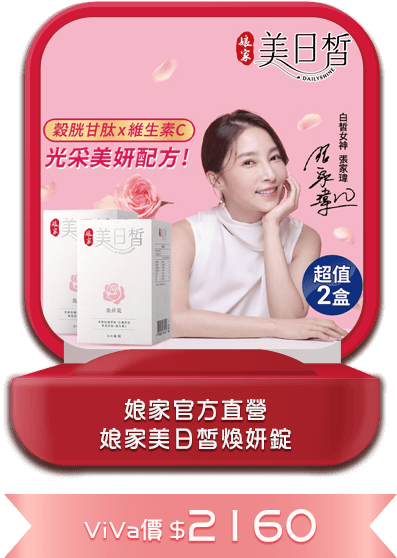 娘家
美日皙
DAILYSHINE
穀胱甘肽x維生素C
光采美妍配方!
白皙女神 張家瑋
超值
2盒
娘家
美日皙
煥妍錠
娘家官方直營
娘家美日皙煥妍錠
ViVa價 $2160